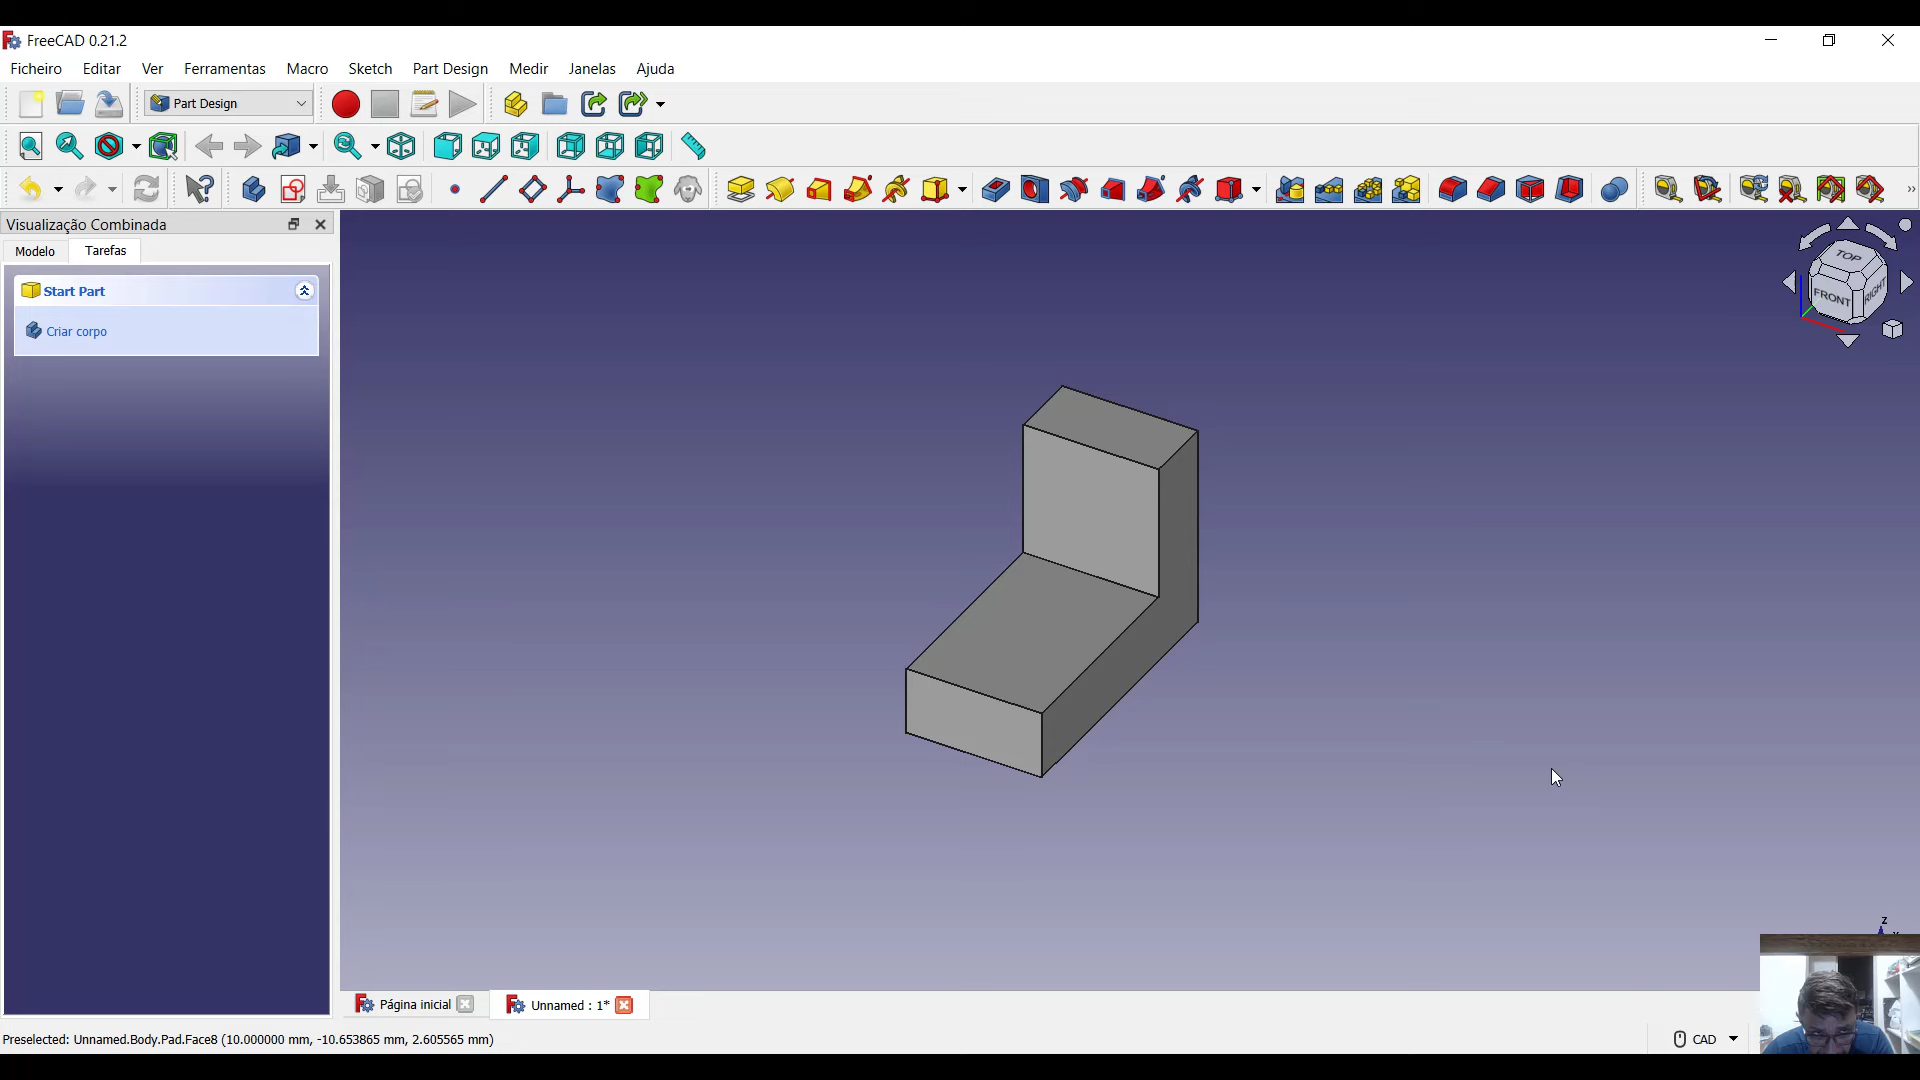 FreeCAD 0.21.2
Ficheiro Editar Ver Ferramentas Macro Sketch Part Design Medir Janelas Ajuda
Part Design
Visualização Combinada
Modelo Tarefas
Start Part
Criar corpo
TOP
FRONT RIGHT
z
Página inicial Unnamed : 1*
Preselected: Unnamed.Body.Pad.Face8 (10.000000 mm, -10.653865 mm, 2.605565 mm)
CAD